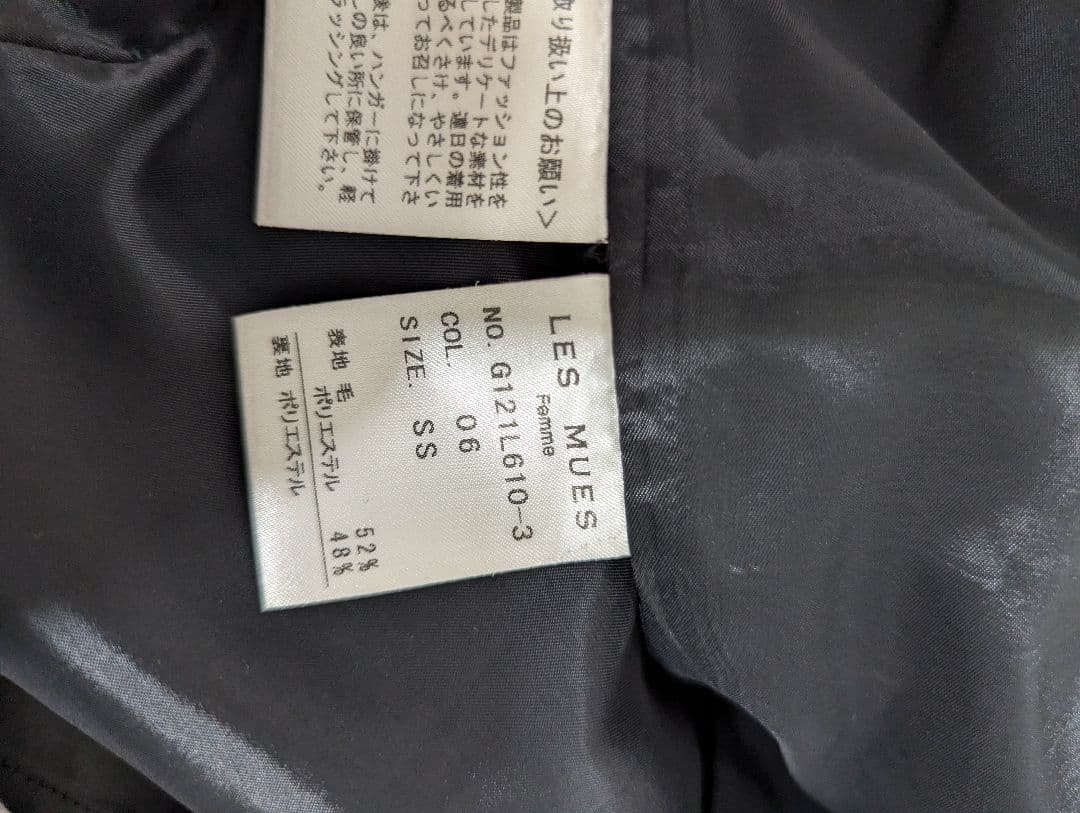 取り扱い上のお願い>
製品はファッション性を
したデリケートな素材を
しています。連日の着用
るべくさけ、やさしくい
ってお召しになって下さ
後は、ハンガーに掛けて
の良い所に保管し、軽
ラッシングして下さい。
LES MUES
Femme
NO. G121L610-3
COL. 06
SIZE. SS
表地 毛 52%
ポリエステル 48%
裏地 ポリエステル